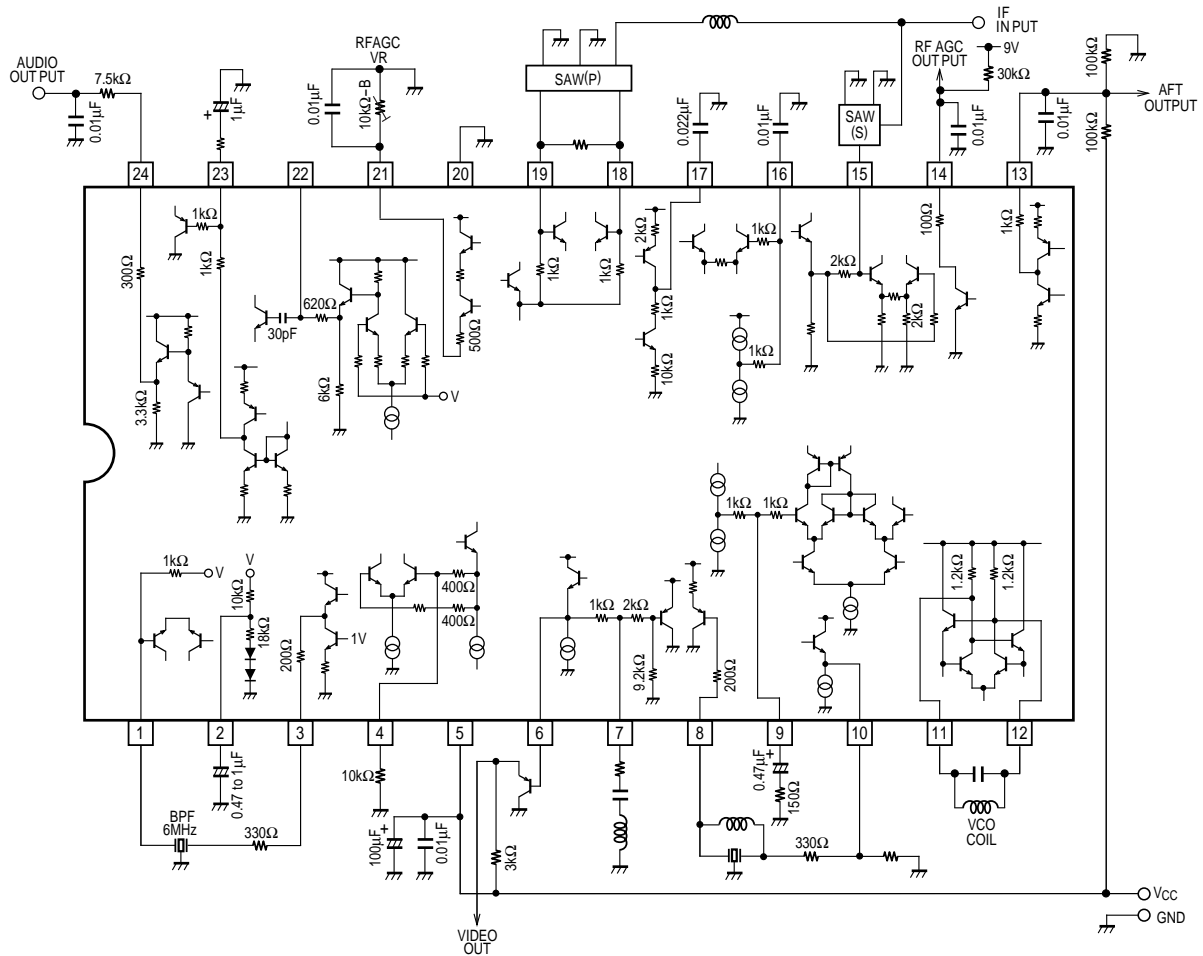 IF
INPUT
RF AGC
OUTPUT
9V
30kΩ
100kΩ
AFT
OUTPUT
100kΩ
AUDIO
OUTPUT
7.5kΩ
0.01µF
+
1µF
RFAGC
VR
0.01µF
10kΩ–B
SAW(P)
0.022µF
0.01µF
SAW
(S)
0.01µF
0.01µF
24
23
22
21
20
19
18
17
16
15
14
13
300Ω
1kΩ
1kΩ
30pF
620Ω
6kΩ
V
500Ω
1kΩ
1kΩ
2kΩ
1kΩ
10kΩ
1kΩ
1kΩ
2kΩ
2kΩ
100Ω
1kΩ
3.3kΩ
1kΩ
V
V
10kΩ
18kΩ
200Ω
1V
400Ω
400Ω
1kΩ
2kΩ
9.2kΩ
200Ω
1kΩ
1kΩ
1.2kΩ
1.2kΩ
1
2
3
4
5
6
7
8
9
10
11
12
0.47 to 1µF
BPF
6MHz
330Ω
10kΩ
100µF
+
0.01µF
3kΩ
VIDEO
OUT
0.47µF
+
150Ω
330Ω
VCO
COIL
VCC
GND